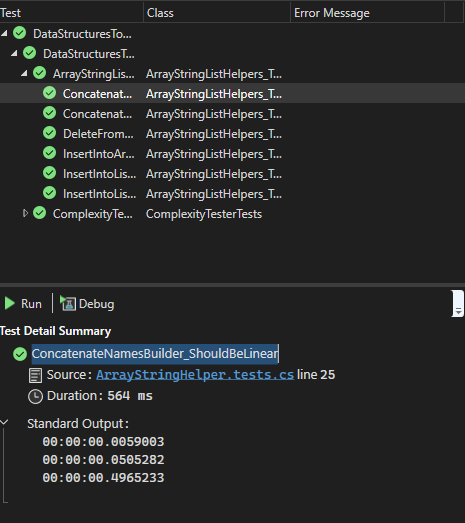 Test Class Error Message
DataStructuresTo...
DataStructuresT...
ArrayStringLis... ArrayStringListHelpers_T...
Concatenat... ArrayStringListHelpers_T...
Concatenat... ArrayStringListHelpers_T...
DeleteFrom... ArrayStringListHelpers_T...
InsertIntoAr... ArrayStringListHelpers_T...
InsertIntoLis... ArrayStringListHelpers_T...
InsertIntoLis... ArrayStringListHelpers_T...
ComplexityTe... ComplexityTesterTests
Run Debug
Test Detail Summary
ConcatenateNamesBuilder_ShouldBeLinear
Source: ArrayStringHelper.tests.cs line 25
Duration: 564 ms
Standard Output:
00:00:00.0059003
00:00:00.0505282
00:00:00.4965233